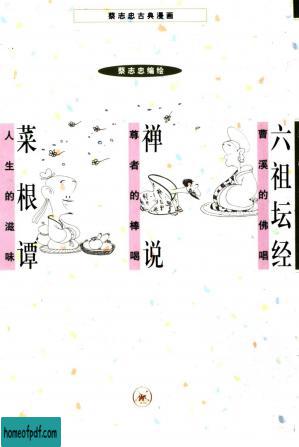 蔡志忠古典漫画
蔡志忠编绘
六祖坛经
曹溪的佛唱
禅说
尊者的棒喝
菜根谭
人生的滋味
homeofpdf.com